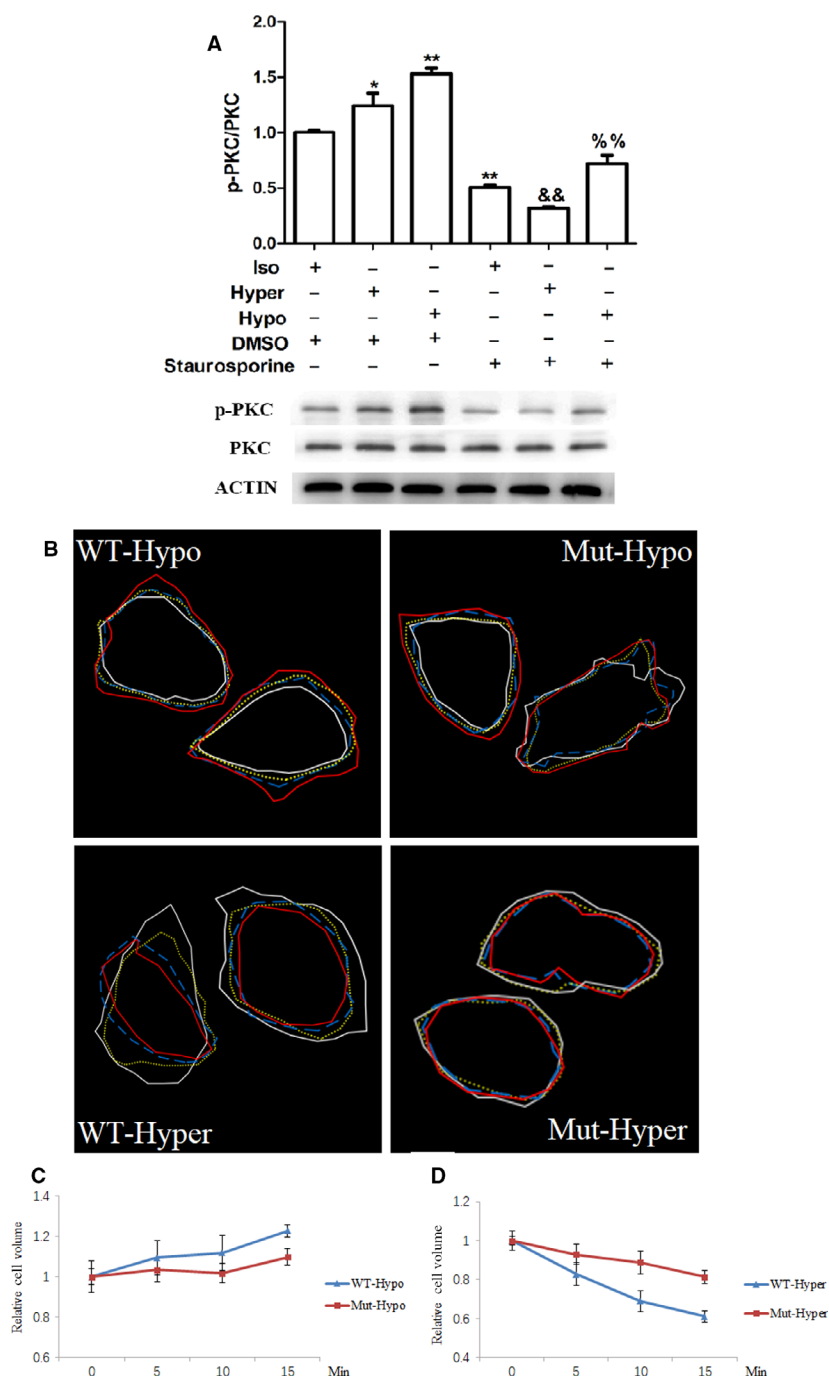 A
2.0
1.5
1.0
0.5
0.0
p-PKC/PKC
*
**
**
&&
%%
Iso + – – + – –
Hyper – + – – + –
Hypo – – + – – +
DMSO + + + – – –
Staurosporine – – – + + +
p-PKC
PKC
ACTIN
B
WT-Hypo
Mut-Hypo
WT-Hyper
Mut-Hyper
C
1.4
1.2
1
0.8
0.6
Relative cell volume
0 5 10 15 Min
WT-Hypo
Mut-Hypo
D
1.2
1
0.8
0.6
0.4
Relative cell volume
0 5 10 15 Min
WT-Hyper
Mut-Hyper